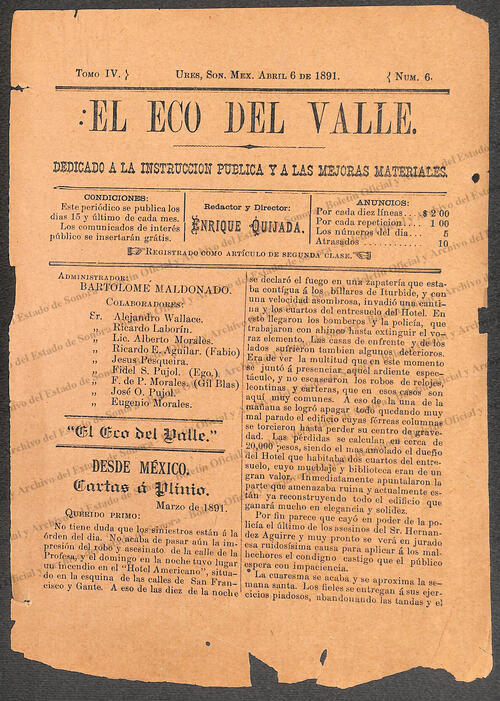 Tomo IV. } Ures, Son. Mex. Abril 6 de 1891. { Num. 6.
EL ECO DEL VALLE.
DEDICADO A LA INSTRUCCION PUBLICA Y A LAS MEJORAS MATERIALES.
CONDICIONES:
Este periódico se publica los
dias 15 y último de cada mes.
Los comunicados de interés
público se insertarán grátis.
Redactor y Director:
ENRIQUE QUIJADA.
ANUNCIOS:
Por cada diez líneas... $ 2 00
Por cada repeticion.... 1 00
Los números del dia.... 5
Atrasados.............. 10
Registrado como artículo de segunda clase.
Administrador:
BARTOLOME MALDONADO.
Colaboradores:
Sr. Alejandro Wallace.
„ Ricardo Laborín.
„ Lic. Alberto Morales.
„ Ricardo E. Aguilar. (Fabio)
„ Jesus Pesqueira.
„ Fidel S. Pujol. (Ego.)
„ F. de P. Morales, (Gil Blas)
„ José O. Pujol.
„ Eugenio Morales.
"El Eco del Valle."
DESDE MÉXICO.
Cartas á Plinio.
Marzo de 1891.
Querido primo:
No tiene duda que los siniestros están á la
órden del dia. No acaba de pasar aún la im-
presión del robo y asesinato de la calle de la
Profesa, y el domingo en la noche tuvo lugar
un incendio en el "Hotel Americano", situa-
do en la esquina de las calles de San Fran-
cisco y Gante. A eso de las diez de la noche
se declaró el fuego en una zapatería que esta-
ba contígua á los billares de Iturbide, y con
una velocidad asombrosa, invadió una canti-
na y los cuartos del entresuelo del Hotel. En
esto llegaron los bomberos y la policía, que
trabajaron con ahinco hasta extinguir el vo-
raz elemento. Las casas de enfrente y de los
lados sufrieron tambien algunos deterioros.
Era de ver la multitud que en este momento
se juntó á presenciar aquel ardiente espec-
táculo, y no escasearon los robos de relojes,
leontinas y carteras, que en esos casos son
aquí muy comunes. A eso de la una de la
mañana se logró apagar todo quedando muy
mal parado el edificio cuyas férreas columnas
se torcieron hasta perder su centro de grave-
dad. Las pérdidas se calculan en cerca de
20,000 pesos, siendo el mas amolado el dueño
del Hotel que habitaba dos cuartos del entre-
suelo, cuyo mueblaje y biblioteca eran de un
gran valor. Inmediatamente apuntalaron la
parte que amenazaba ruina y actualmente es-
tán ya reconstruyendo todo el edificio que
ganará mucho en elegancia y solidez.
Por fin parece que cayó en poder de la po-
licía el último de los asesinos del Sr. Hernan-
dez Aguirre y muy pronto se verá en jurado
esa ruidosísima causa para aplicar á los mal-
hechores el condigno castigo que el público
espera con impaciencia.
La cuaresma se acaba y se aproxima la se-
mana santa. Los fieles se entregan á sus ejer-
cicios piadosos, abandonando las tandas y el
Boletin Oficial y Archivo del Estado de Sonora